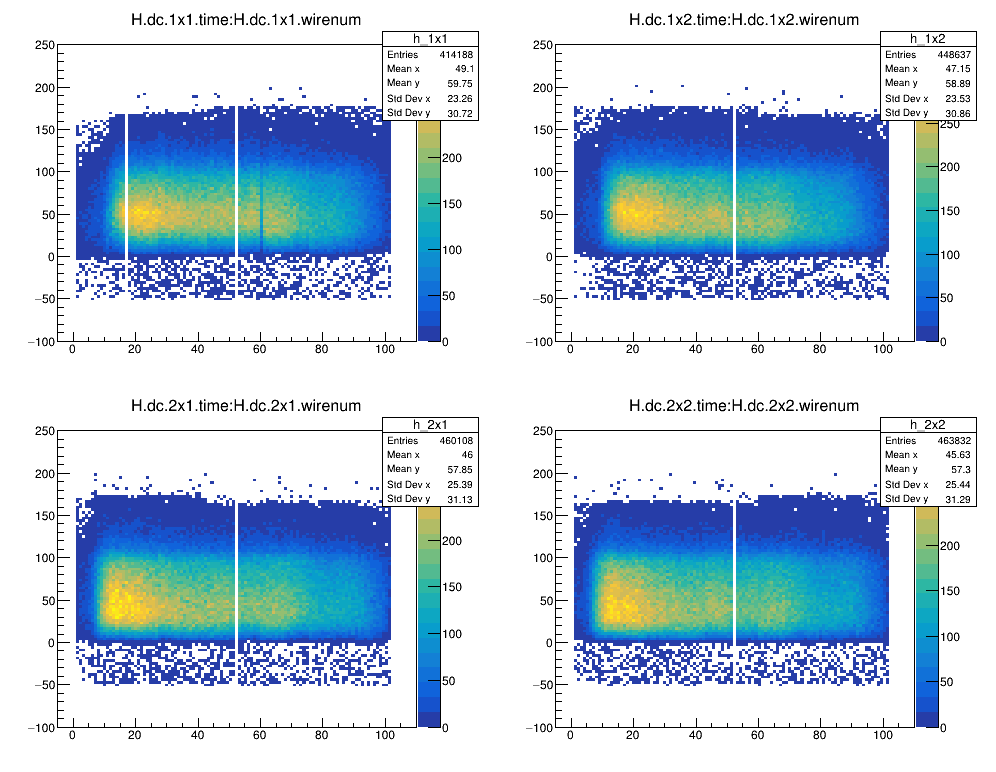 H.dc.1x1.time:H.dc.1x1.wirenum
h_1x1
Entries 414188
Mean x 49.1
Mean y 59.75
Std Dev x 23.26
Std Dev y 30.72
250
200
150
100
50
0
−50
−100
0 20 40 60 80 100
200
150
100
50
0
H.dc.1x2.time:H.dc.1x2.wirenum
h_1x2
Entries 448637
Mean x 47.15
Mean y 58.89
Std Dev x 23.53
Std Dev y 30.86
250
200
150
100
50
0
−50
−100
0 20 40 60 80 100
250
200
150
100
50
0
H.dc.2x1.time:H.dc.2x1.wirenum
h_2x1
Entries 460108
Mean x 46
Mean y 57.85
Std Dev x 25.39
Std Dev y 31.13
250
200
150
100
50
0
−50
−100
0 20 40 60 80 100
200
150
100
50
0
H.dc.2x2.time:H.dc.2x2.wirenum
h_2x2
Entries 463832
Mean x 45.63
Mean y 57.3
Std Dev x 25.44
Std Dev y 31.29
250
200
150
100
50
0
−50
−100
0 20 40 60 80 100
200
150
100
50
0